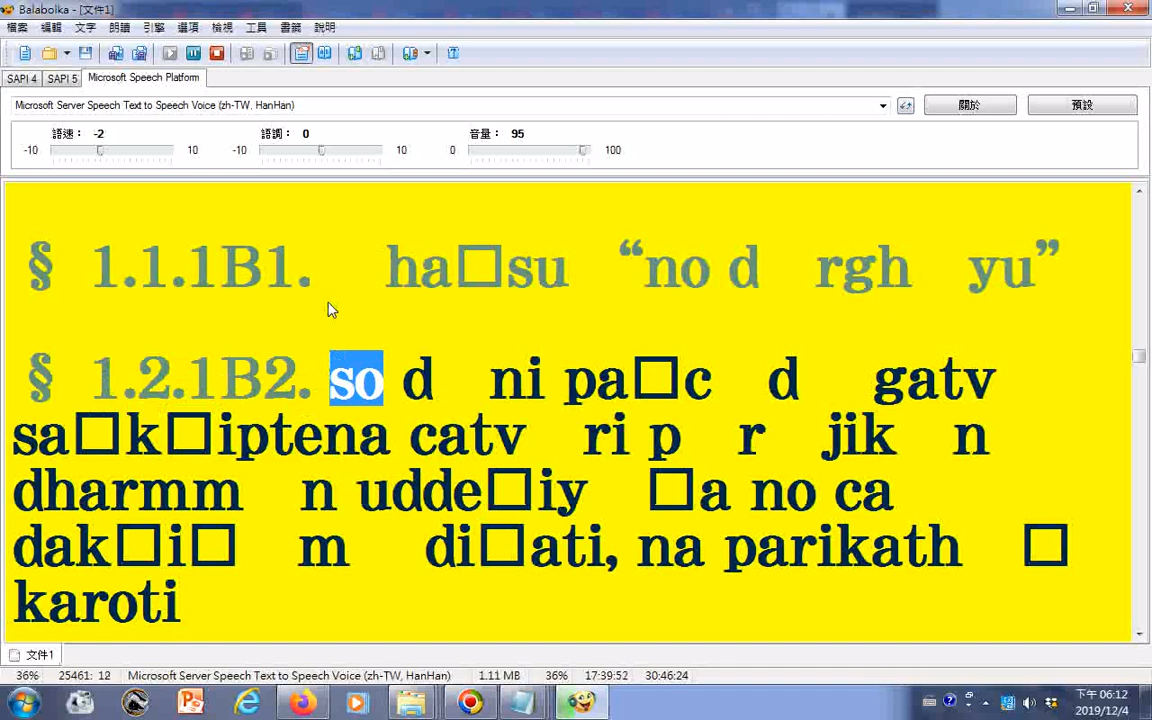 Balabolka - [文件1]
檔案 編輯 文字 朗讀 引擎 選項 檢視 工具 書籤 說明
SAPI 4 SAPI 5 Microsoft Speech Platform
Microsoft Server Speech Text to Speech Voice (zh-TW, HanHan) 關於 預設
語速： -2 語調： 0 音量： 95
-10 10 -10 10 0 100
§ 1.1.1B1. ha□su “no d rgh yu”
§ 1.2.1B2. so d ni pa□c d gatv
sa□k□iptena catv ri p r jik n
dharmm n udde□iy □a no ca
dak□i□ m di□ati, na parikath □
karoti
文件1
36% 25461: 12 Microsoft Server Speech Text to Speech Voice (zh-TW, HanHan) 1.11 MB 36% 17:39:52 30:46:24
下午 06:12
2019/12/4